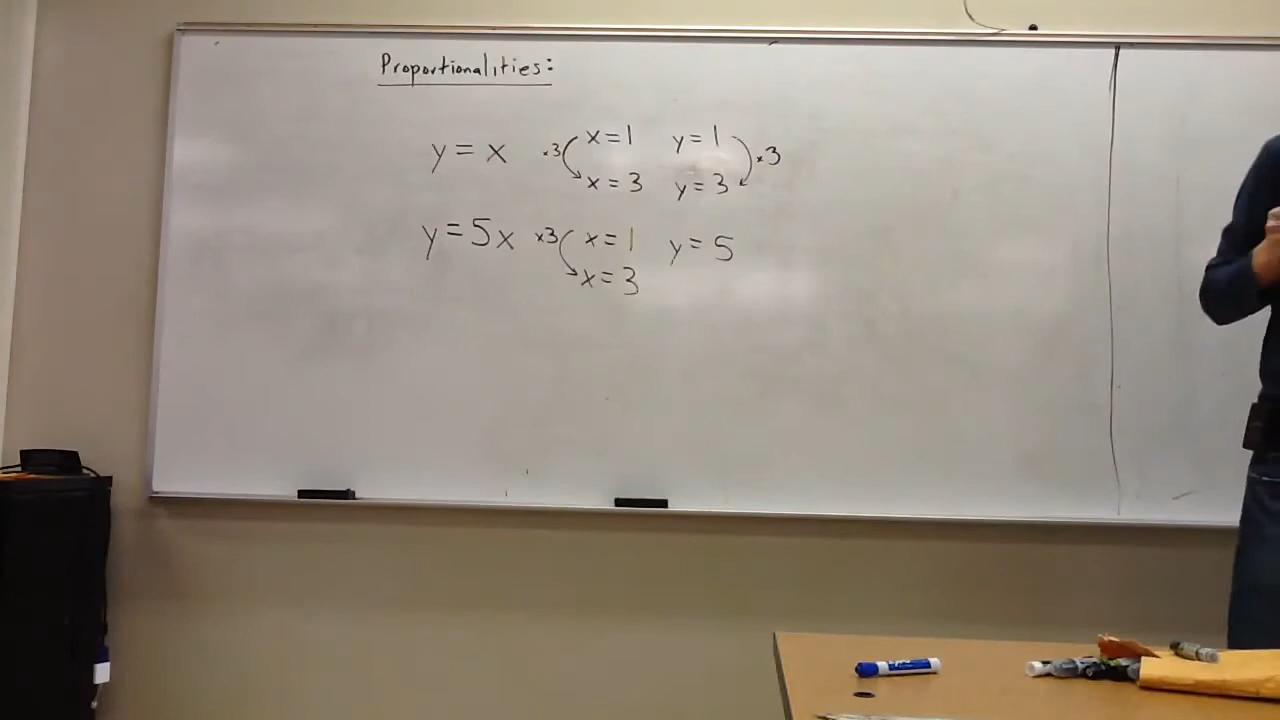 Proportionalities:
y = x ×3 x = 1 y = 1 ×3
x = 3 y = 3
y = 5x ×3 x = 1 y = 5
x = 3